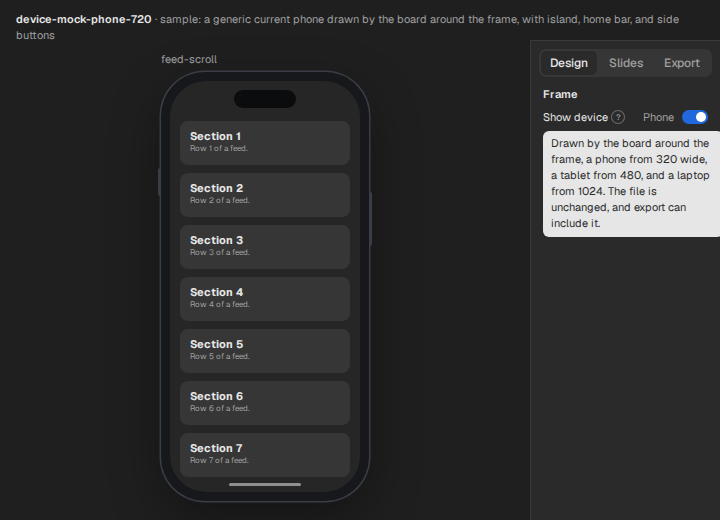 device-mock-phone-720 · sample: a generic current phone drawn by the board around the frame, with island, home bar, and side
buttons
feed-scroll
Section 1
Row 1 of a feed.
Section 2
Row 2 of a feed.
Section 3
Row 3 of a feed.
Section 4
Row 4 of a feed.
Section 5
Row 5 of a feed.
Section 6
Row 6 of a feed.
Section 7
Row 7 of a feed.
Design Slides Export
Frame
Show device ? Phone
Drawn by the board around the
frame, a phone from 320 wide,
a tablet from 480, and a laptop
from 1024. The file is
unchanged, and export can
include it.